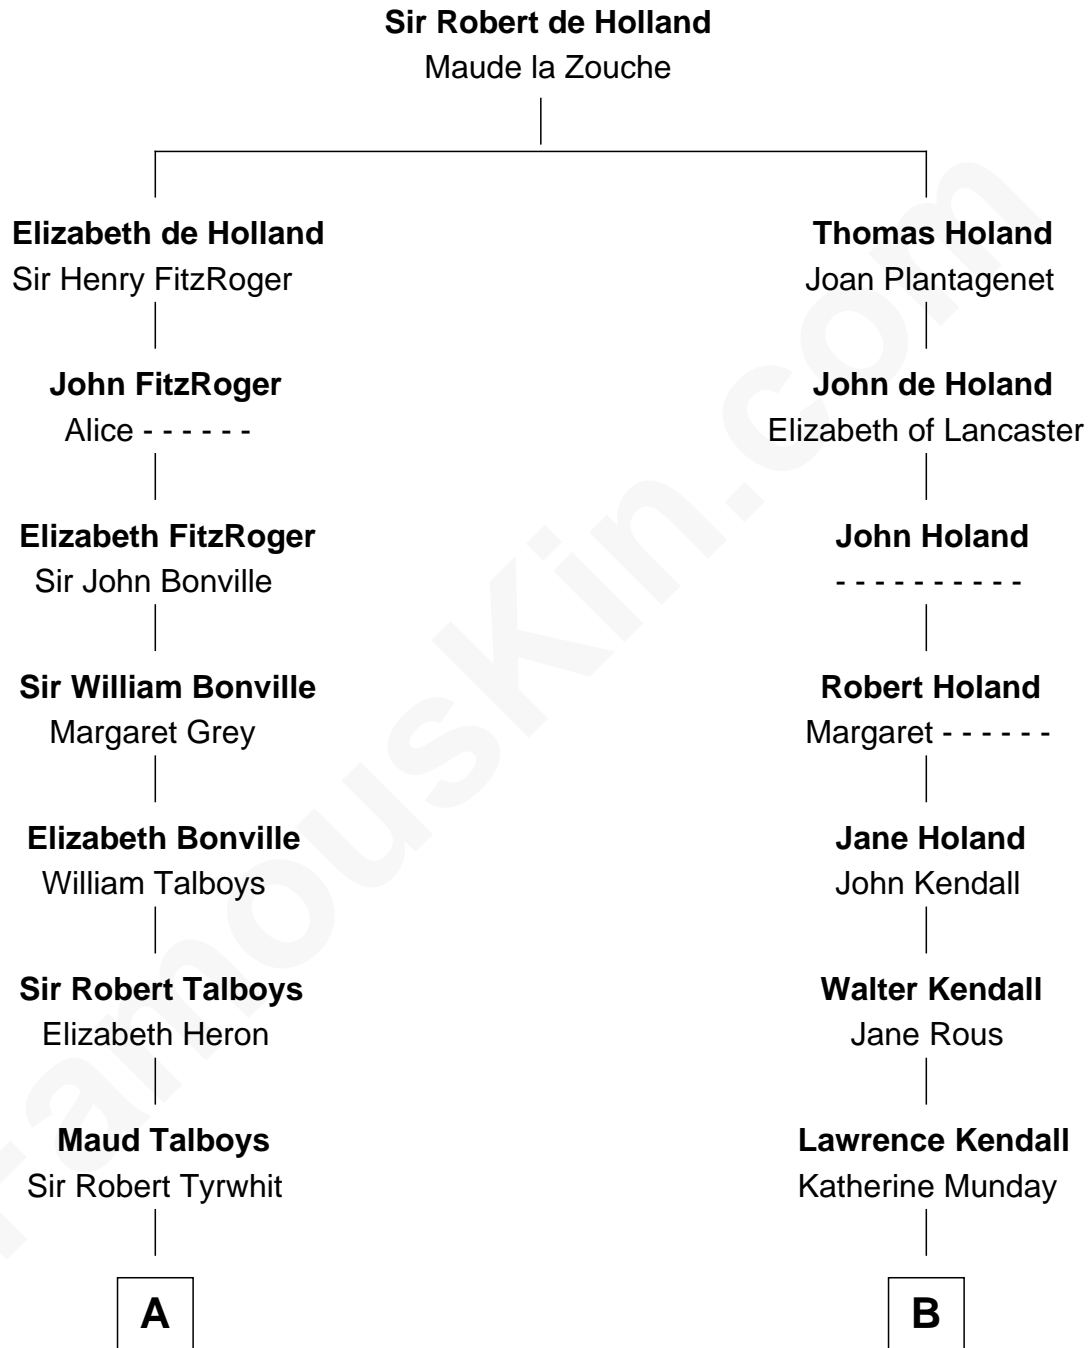 Sir Robert de Holland
Maude la Zouche
Elizabeth de Holland
Sir Henry FitzRoger
Thomas Holand
Joan Plantagenet
John FitzRoger
Alice - - - - - -
John de Holand
Elizabeth of Lancaster
Elizabeth FitzRoger
Sir John Bonville
John Holand
- - - - - - - - - -
Sir William Bonville
Margaret Grey
Robert Holand
Margaret - - - - - -
Elizabeth Bonville
William Talboys
Jane Holand
John Kendall
Sir Robert Talboys
Elizabeth Heron
Walter Kendall
Jane Rous
Maud Talboys
Sir Robert Tyrwhit
Lawrence Kendall
Katherine Munday
A
B
FamousKin.com